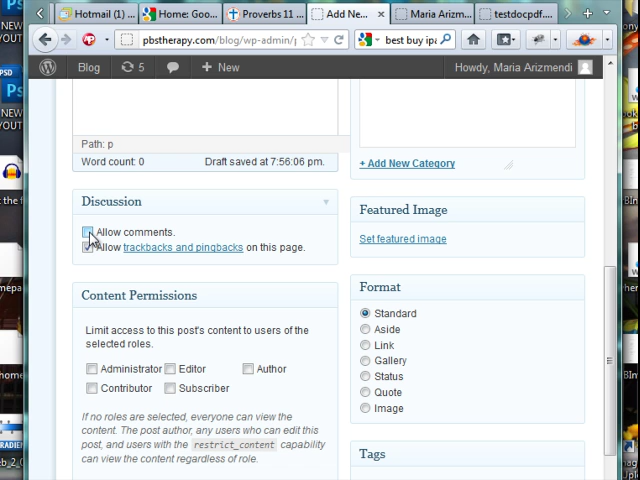 Hotmail (1) ...
Home: Goo...
Proverbs 11 ...
Add Ne...
Maria Arizm...
testdocpdf....
pbstherapy.com/blog/wp-admin/
best buy ip
Blog
5
New
Howdy, Maria Arizmendi
Path: p
Word count: 0
Draft saved at 7:56:06 pm.
+ Add New Category
Discussion
Allow comments.
Allow trackbacks and pingbacks on this page.
Featured Image
Set featured image
Content Permissions
Limit access to this post's content to users of the
selected roles.
Administrator
Editor
Author
Contributor
Subscriber
If no roles are selected, everyone can view the
content. The post author, any users who can edit this
post, and users with the restrict_content capability
can view the content regardless of role.
Format
Standard
Aside
Link
Gallery
Status
Quote
Image
Tags